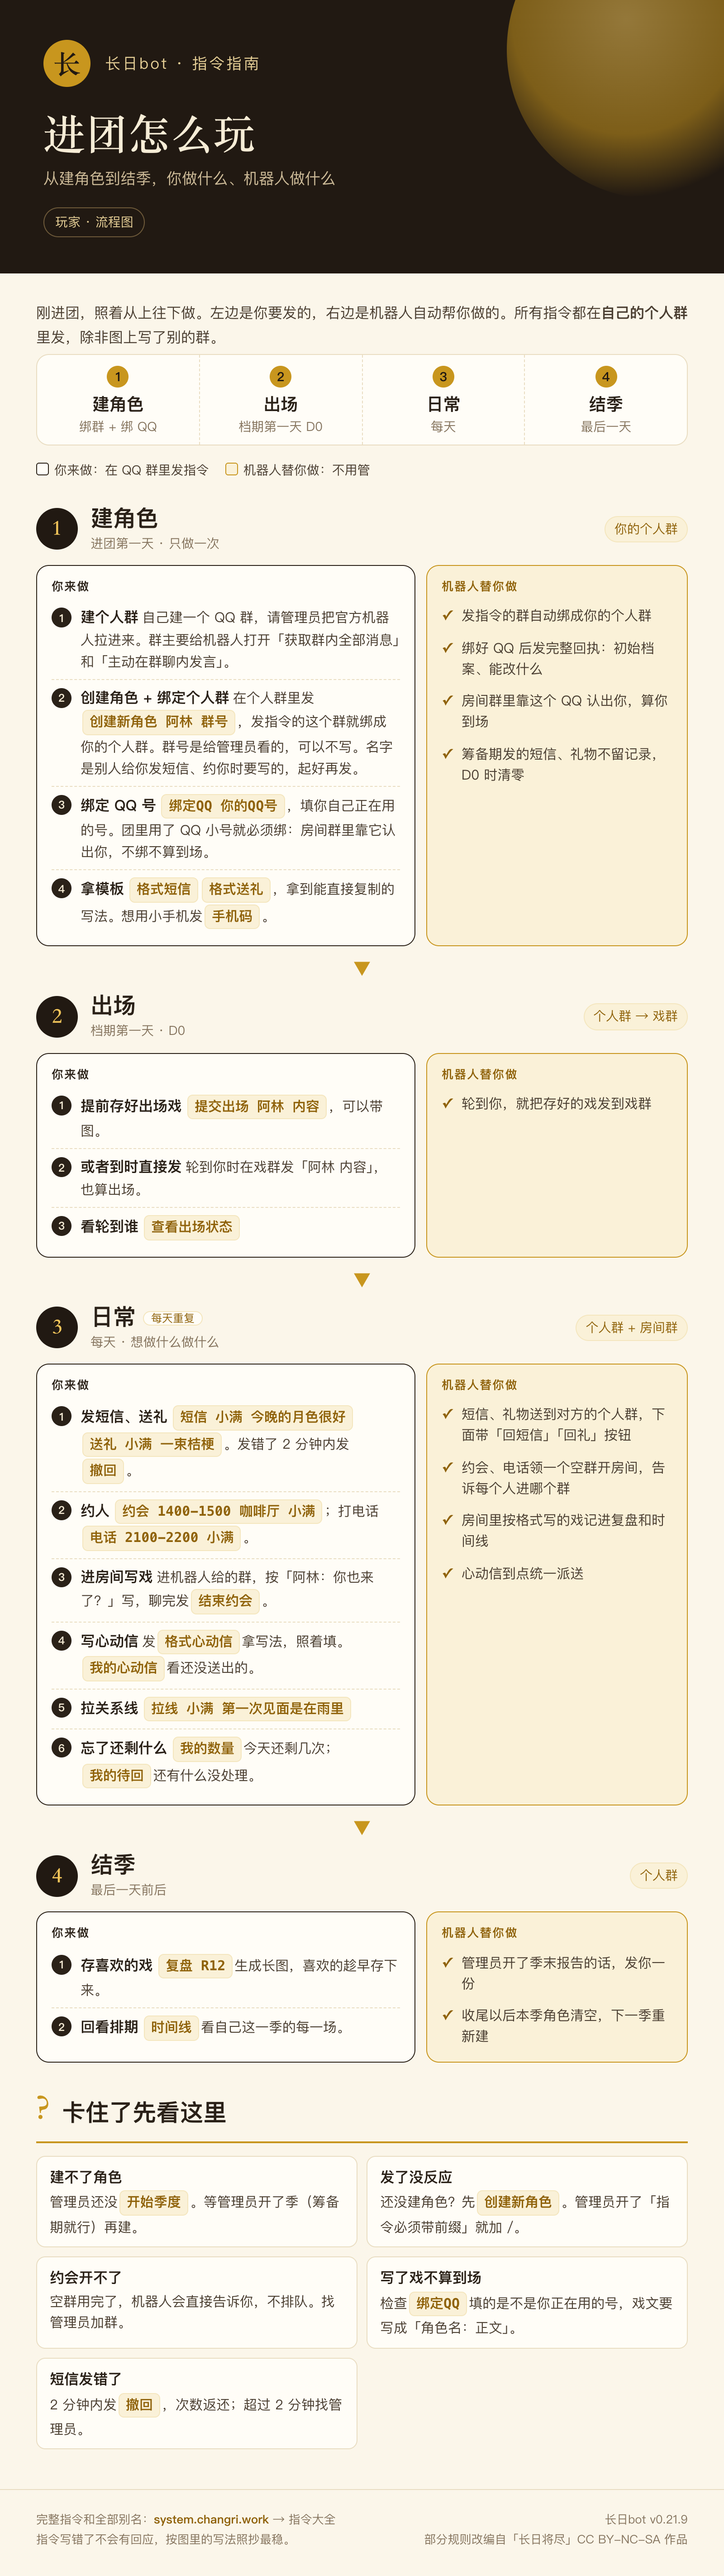 长
长日bot · 指令指南
进团怎么玩
从建角色到结季，你做什么、机器人做什么
玩家 · 流程图
刚进团，照着从上往下做。左边是你要发的，右边是机器人自动帮你做的。所有指令都在自己的个人群
里发，除非图上写了别的群。
1
建角色
绑群 + 绑 QQ
2
出场
档期第一天 D0
3
日常
每天
4
结季
最后一天
你来做：在 QQ 群里发指令
机器人替你做：不用管
1
建角色
进团第一天 · 只做一次
你的个人群
你来做
1 建个人群 自己建一个 QQ 群，请管理员把官方机器
人拉进来。群主要给机器人打开「获取群内全部消息」
和「主动在群聊内发言」。
2 创建角色 + 绑定个人群 在个人群里发
创建新角色 阿林 群号 ，发指令的这个群就绑成
你的个人群。群号是给管理员看的，可以不写。名字
是别人给你发短信、约你时要写的，起好再发。
3 绑定 QQ 号 绑定QQ 你的QQ号 ，填你自己正在用
的号。团里用了 QQ 小号就必须绑：房间群里靠它认
出你，不绑不算到场。
4 拿模板 格式短信 格式送礼 ，拿到能直接复制的
写法。想用小手机发 手机码 。
机器人替你做
✓ 发指令的群自动绑成你的个人群
✓ 绑好 QQ 后发完整回执：初始档
案、能改什么
✓ 房间群里靠这个 QQ 认出你，算你
到场
✓ 筹备期发的短信、礼物不留记录，
D0 时清零
2
出场
档期第一天 · D0
个人群 → 戏群
你来做
1 提前存好出场戏 提交出场 阿林 内容 ，可以带
图。
2 或者到时直接发 轮到你时在戏群发「阿林 内容」，
也算出场。
3 看轮到谁 查看出场状态
机器人替你做
✓ 轮到你，就把存好的戏发到戏群
3
日常 每天重复
每天 · 想做什么做什么
个人群 + 房间群
你来做
1 发短信、送礼 短信 小满 今晚的月色很好
送礼 小满 一束桔梗 。发错了 2 分钟内发
撤回 。
2 约人 约会 1400-1500 咖啡厅 小满 ；打电话
电话 2100-2200 小满 。
3 进房间写戏 进机器人给的群，按「阿林：你也来
了？」写，聊完发 结束约会 。
4 写心动信 发 格式心动信 拿写法，照着填。
我的心动信 看还没送出的。
5 拉关系线 拉线 小满 第一次见面是在雨里
6 忘了还剩什么 我的数量 今天还剩几次；
我的待回 还有什么没处理。
机器人替你做
✓ 短信、礼物送到对方的个人群，下
面带「回短信」「回礼」按钮
✓ 约会、电话领一个空群开房间，告
诉每个人进哪个群
✓ 房间里按格式写的戏记进复盘和时
间线
✓ 心动信到点统一派送
4
结季
最后一天前后
个人群
你来做
1 存喜欢的戏 复盘 R12 生成长图，喜欢的趁早存下
来。
2 回看排期 时间线 看自己这一季的每一场。
机器人替你做
✓ 管理员开了季末报告的话，发你一
份
✓ 收尾以后本季角色清空，下一季重
新建
? 卡住了先看这里
建不了角色
管理员还没 开始季度 。等管理员开了季（筹备
期就行）再建。
发了没反应
还没建角色？先 创建新角色 。管理员开了「指
令必须带前缀」就加 /。
约会开不了
空群用完了，机器人会直接告诉你，不排队。找
管理员加群。
写了戏不算到场
检查 绑定QQ 填的是不是你正在用的号，戏文要
写成「角色名：正文」。
短信发错了
2 分钟内发 撤回 ，次数返还；超过 2 分钟找管
理员。
完整指令和全部别名：system.changri.work → 指令大全
指令写错了不会有回应，按图里的写法照抄最稳。
长日bot v0.21.9
部分规则改编自「长日将尽」CC BY-NC-SA 作品